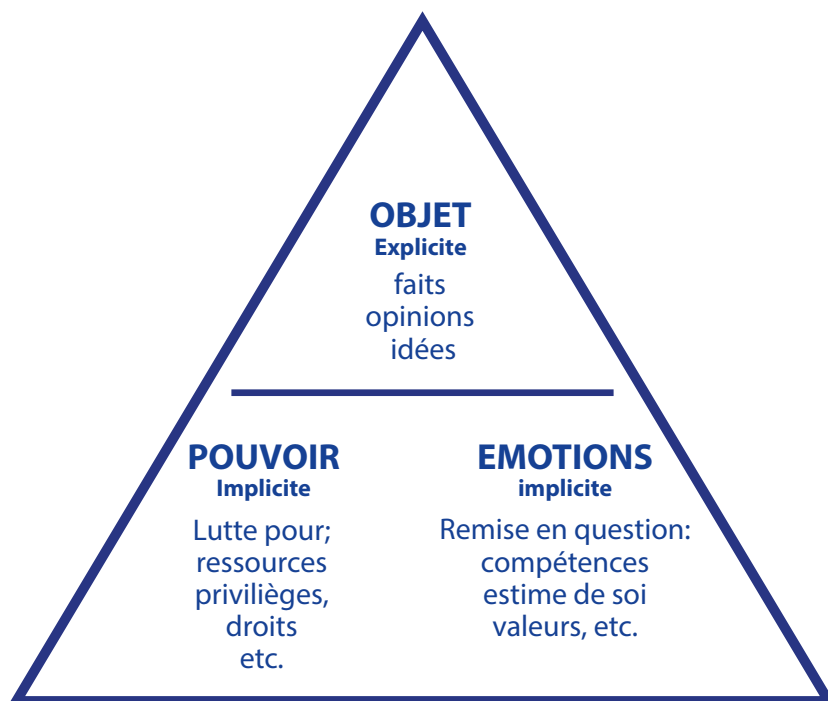 OBJET
Explicite
faits
opinions
idées
POUVOIR
Implicite
Lutte pour;
ressources
privilièges,
droits
etc.
EMOTIONS
implicite
Remise en question:
compétences
estime de soi
valeurs, etc.